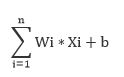 n
∑ Wi * Xi + b
i=1